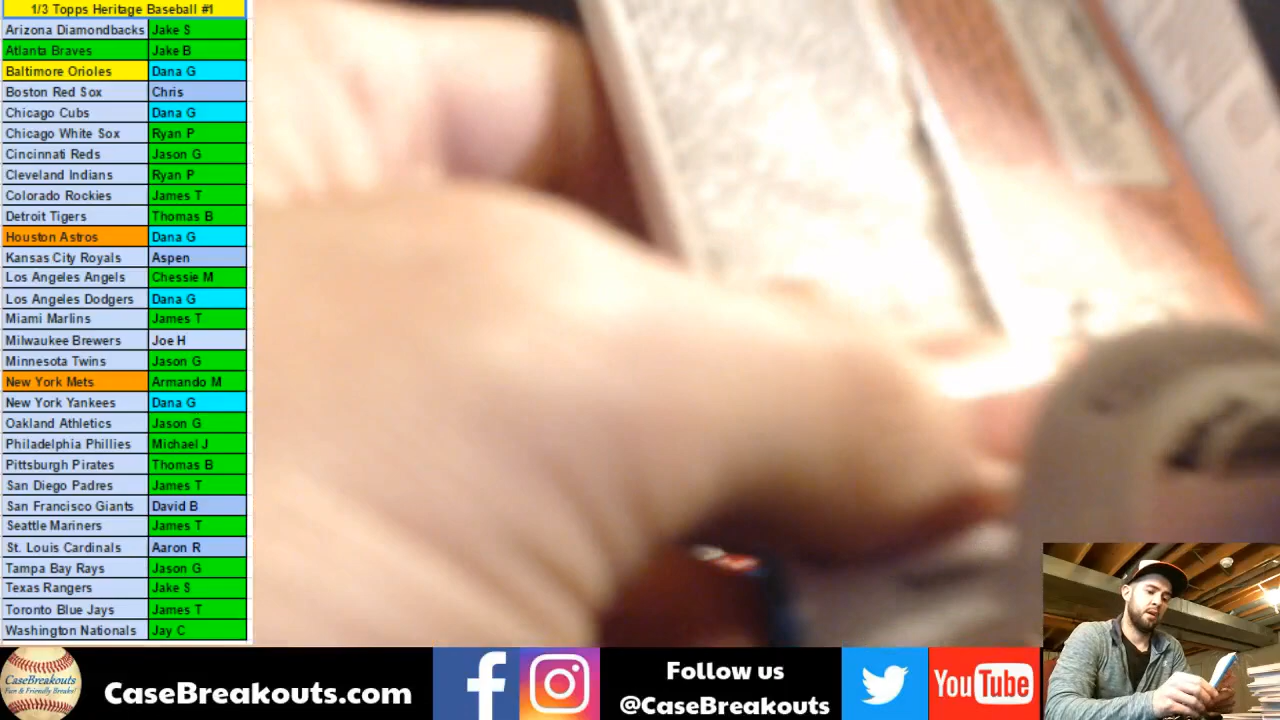 1/3 Topps Heritage Baseball #1
Arizona Diamondbacks Jake S
Atlanta Braves Jake B
Baltimore Orioles Dana G
Boston Red Sox Chris
Chicago Cubs Dana G
Chicago White Sox Ryan P
Cincinnati Reds Jason G
Cleveland Indians Ryan P
Colorado Rockies James T
Detroit Tigers Thomas B
Houston Astros Dana G
Kansas City Royals Aspen
Los Angeles Angels Chessie M
Los Angeles Dodgers Dana G
Miami Marlins James T
Milwaukee Brewers Joe H
Minnesota Twins Jason G
New York Mets Armando M
New York Yankees Dana G
Oakland Athletics Jason G
Philadelphia Phillies Michael J
Pittsburgh Pirates Thomas B
San Diego Padres James T
San Francisco Giants David B
Seattle Mariners James T
St. Louis Cardinals Aaron R
Tampa Bay Rays Jason G
Texas Rangers Jake S
Toronto Blue Jays James T
Washington Nationals Jay C
CaseBreakouts
Fun & Friendly Breaks!
CaseBreakouts.com
Follow us
@CaseBreakouts
YouTube